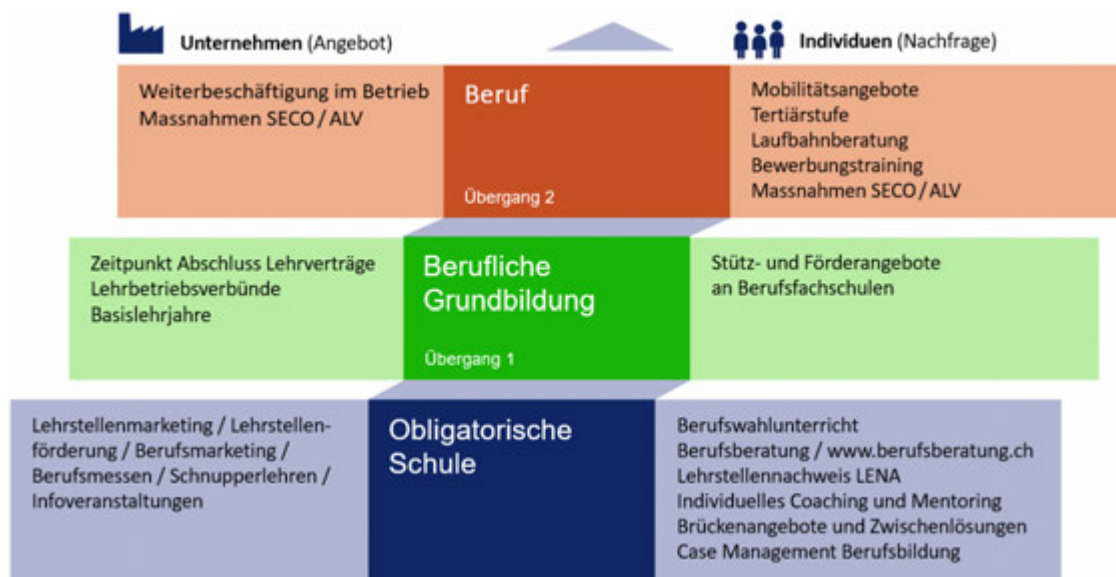 Unternehmen (Angebot)
Individuen (Nachfrage)
Weiterbeschäftigung im Betrieb
Massnahmen SECO / ALV
Beruf
Übergang 2
Mobilitätsangebote
Tertiärstufe
Laufbahnberatung
Bewerbungstraining
Massnahmen SECO / ALV
Zeitpunkt Abschluss Lehrverträge
Lehrbetriebsverbünde
Basislehrjahre
Berufliche
Grundbildung
Übergang 1
Stütz- und Förderangebote
an Berufsfachschulen
Lehrstellenmarketing / Lehrstellen-
förderung / Berufsmarketing /
Berufsmessen / Schnupperlehren /
Infoveranstaltungen
Obligatorische
Schule
Berufswahlunterricht
Berufsberatung / www.berufsberatung.ch
Lehrstellennachweis LENA
Individuelles Coaching und Mentoring
Brückenangebote und Zwischenlösungen
Case Management Berufsbildung